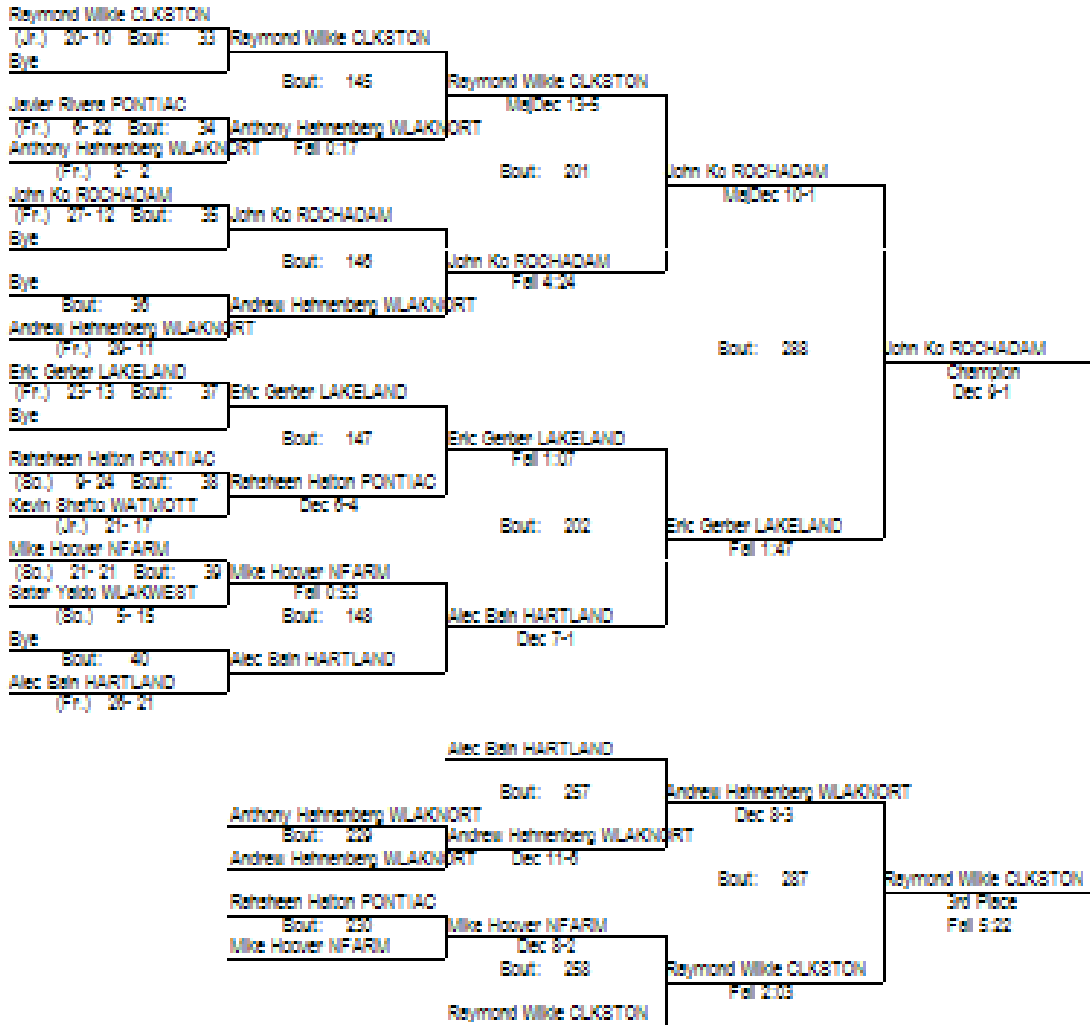 Raymond Wilkie CLKSTON
(Jr.) 20- 10 Bout: 33 Raymond Wilkie CLKSTON
Bye
Bout: 145 Raymond Wilkie CLKSTON
Javier Rivera PONTIAC MajDec 13-5
(Fr.) 6- 22 Bout: 34 Anthony Hahnenberg WLAKNORT
Anthony Hahnenberg WLAKNORT Fall 0:17
(Fr.) 2- 2 Bout: 201 John Ko ROCHADAM
John Ko ROCHADAM MajDec 10-1
(Fr.) 27- 12 Bout: 35 John Ko ROCHADAM
Bye
Bout: 146 John Ko ROCHADAM
Bye Fall 4:24
Bout: 36 Andrew Hahnenberg WLAKNORT
Andrew Hahnenberg WLAKNORT
(Fr.) 29- 11 Bout: 288 John Ko ROCHADAM
Eric Gerber LAKELAND Champion
(Fr.) 23- 13 Bout: 37 Eric Gerber LAKELAND Dec 9-1
Bye
Bout: 147 Eric Gerber LAKELAND
Rahsheen Halton PONTIAC Fall 1:07
(So.) 9- 24 Bout: 38 Rahsheen Halton PONTIAC
Kevin Shafto WATMOTT Dec 6-4
(Jr.) 21- 17 Bout: 202 Eric Gerber LAKELAND
Mike Hoover NFARM Fall 1:47
(So.) 21- 21 Bout: 39 Mike Hoover NFARM
Yaldo WLAKWEST Fall 0:53
(So.) 5- 15 Bout: 148 Alec Bain HARTLAND
Bye Dec 7-1
Bout: 40 Alec Bain HARTLAND
Alec Bain HARTLAND
(Fr.) 26- 21
Alec Bain HARTLAND
Bout: 257 Andrew Hahnenberg WLAKNORT
Anthony Hahnenberg WLAKNORT Dec 8-3
Bout: 229 Andrew Hahnenberg WLAKNORT
Andrew Hahnenberg WLAKNORT Dec 11-6
Bout: 287 Raymond Wilkie CLKSTON
Rahsheen Halton PONTIAC 3rd Place
Bout: 230 Mike Hoover NFARM Fall 5:22
Mike Hoover NFARM Dec 8-2
Bout: 258 Raymond Wilkie CLKSTON
Fall 2:03
Raymond Wilkie CLKSTON